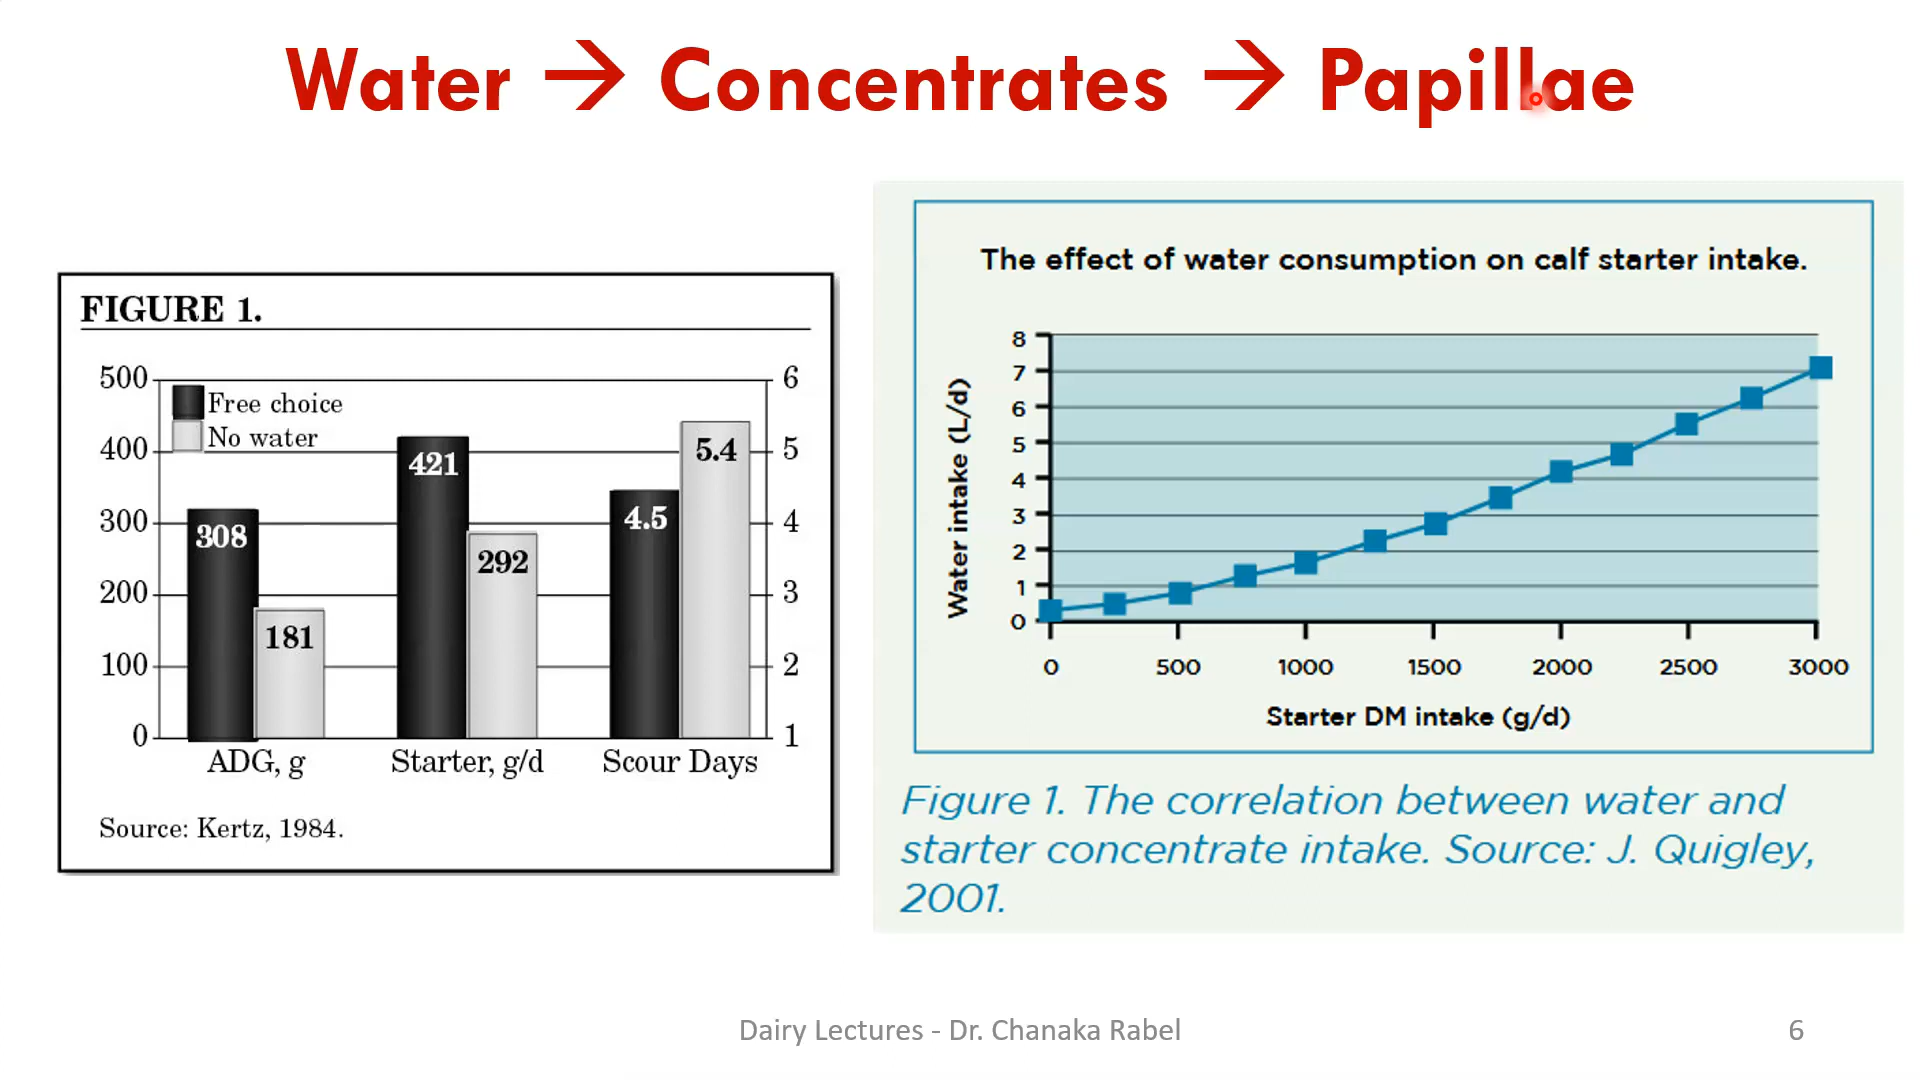 Water → Concentrates → Papillae
FIGURE 1.
500
400
300
200
100
0
6
5
4
3
2
1
Free choice
No water
308
181
421
292
4.5
5.4
ADG, g
Starter, g/d
Scour Days
Source: Kertz, 1984.
The effect of water consumption on calf starter intake.
Water intake (L/d)
8
7
6
5
4
3
2
1
0
0 500 1000 1500 2000 2500 3000
Starter DM intake (g/d)
Figure 1. The correlation between water and
starter concentrate intake. Source: J. Quigley,
2001.
Dairy Lectures - Dr. Chanaka Rabel
6